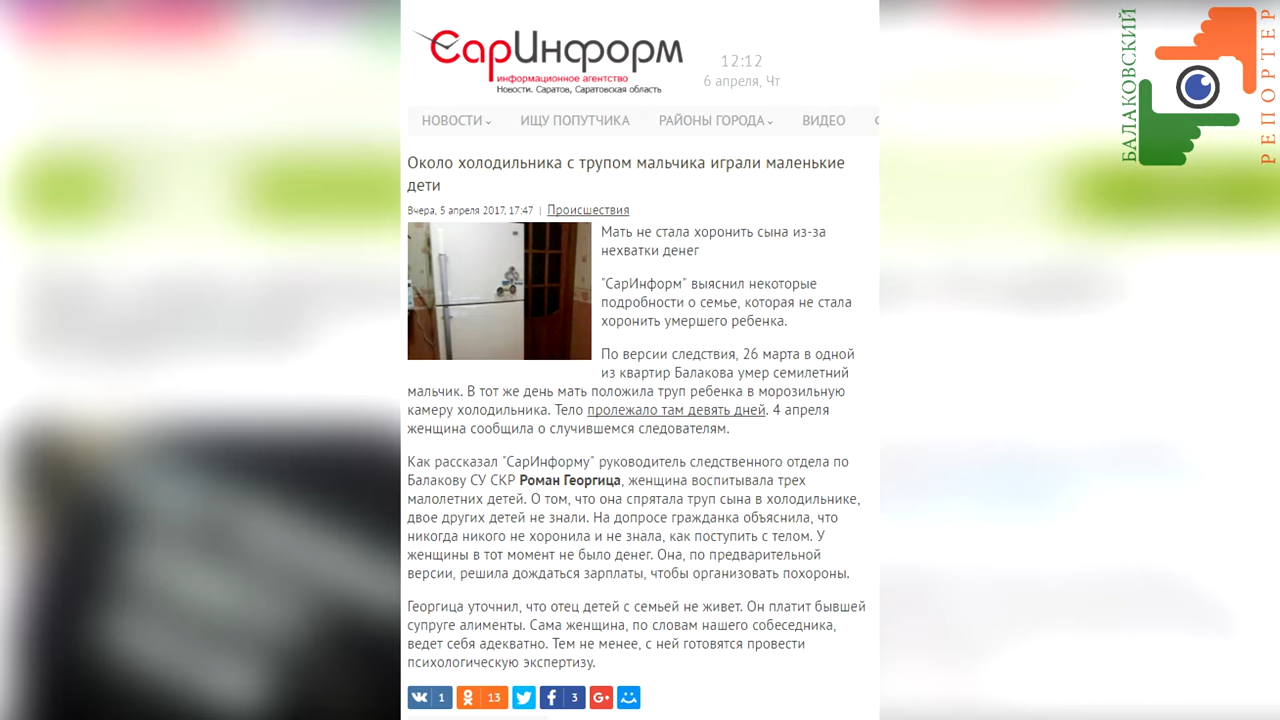 СарИнформ
информационное агентство
Новости. Саратов, Саратовская область
12:12
6 апреля, Чт
БАЛАКОВСКИЙ
РЕПОРТЕР
НОВОСТИ
ИЩУ ПОПУТЧИКА
РАЙОНЫ ГОРОДА
ВИДЕО
Около холодильника с трупом мальчика играли маленькие
дети
Вчера, 5 апреля 2017, 17:47 | Происшествия
Мать не стала хоронить сына из-за
нехватки денег
"СарИнформ" выяснил некоторые
подробности о семье, которая не стала
хоронить умершего ребенка.
По версии следствия, 26 марта в одной
из квартир Балакова умер семилетний
мальчик. В тот же день мать положила труп ребенка в морозильную
камеру холодильника. Тело пролежало там девять дней. 4 апреля
женщина сообщила о случившемся следователям.
Как рассказал "СарИнформу" руководитель следственного отдела по
Балакову СУ СКР Роман Георгица, женщина воспитывала трех
малолетних детей. О том, что она спрятала труп сына в холодильнике,
двое других детей не знали. На допросе гражданка объяснила, что
никогда никого не хоронила и не знала, как поступить с телом. У
женщины в тот момент не было денег. Она, по предварительной
версии, решила дождаться зарплаты, чтобы организовать похороны.
Георгица уточнил, что отец детей с семьей не живет. Он платит бывшей
супруге алименты. Сама женщина, по словам нашего собеседника,
ведет себя адекватно. Тем не менее, с ней готовятся провести
психологическую экспертизу.
1
13
3
G+